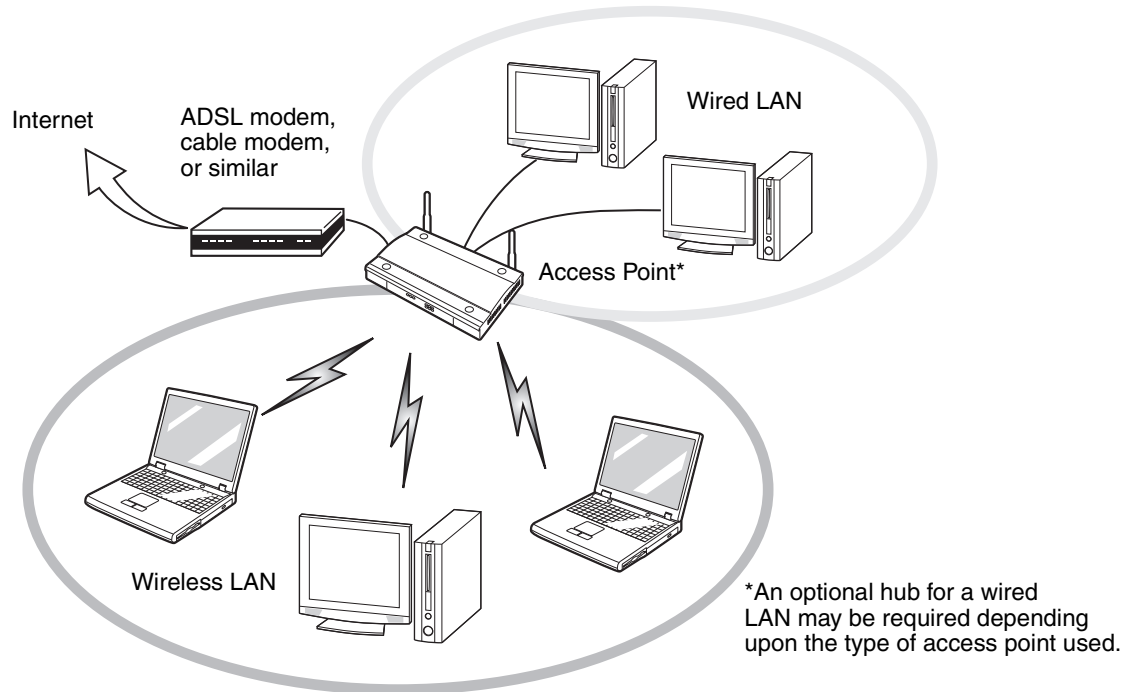 Internet
ADSL modem,
cable modem,
or similar
Wired LAN
Access Point*
Wireless LAN
*An optional hub for a wired
LAN may be required depending
upon the type of access point used.